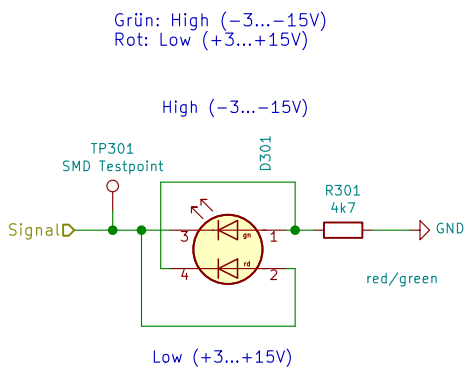 Grün: High (-3...-15V)
Rot: Low (+3...+15V)
High (-3...-15V)
D301
TP301
SMD Testpoint
R301
4k7
Signal
3
gn
1
GND
4
rd
2
red/green
Low (+3...+15V)